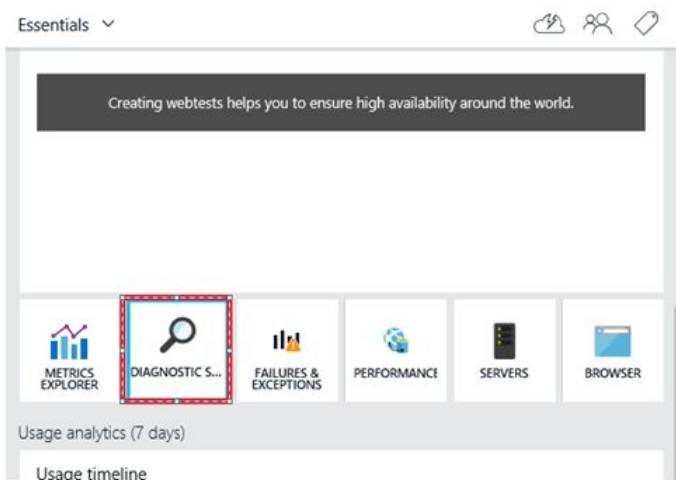 Essentials
Creating webtests helps you to ensure high availability around the world.
METRICS
EXPLORER
DIAGNOSTIC S...
FAILURES &
EXCEPTIONS
PERFORMANCE
SERVERS
BROWSER
Usage analytics (7 days)
Usage timeline